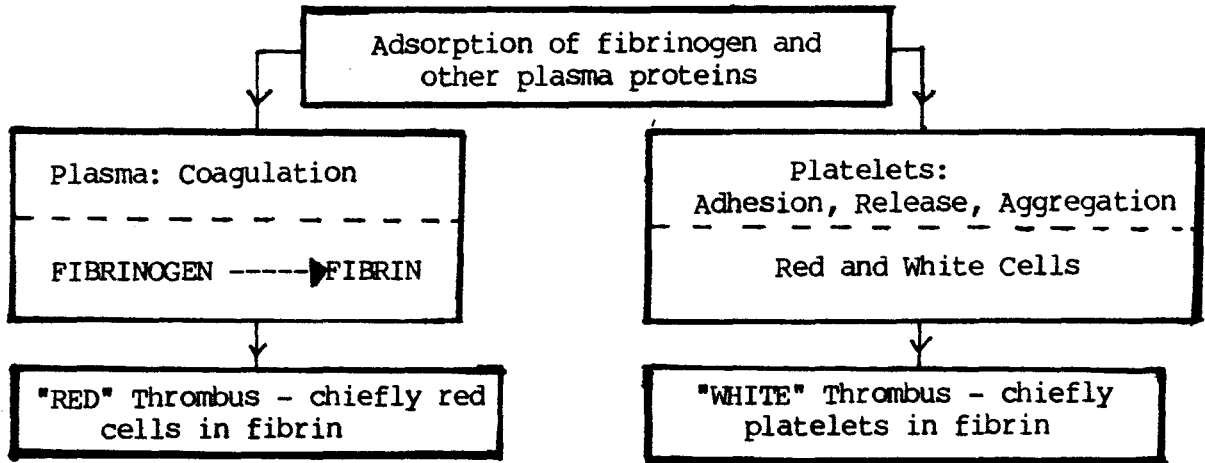 Adsorption of fibrinogen and
other plasma proteins
Plasma: Coagulation
FIBRINOGEN -----▶FIBRIN
Platelets:
Adhesion, Release, Aggregation
Red and White Cells
"RED" Thrombus - chiefly red
cells in fibrin
"WHITE" Thrombus - chiefly
platelets in fibrin